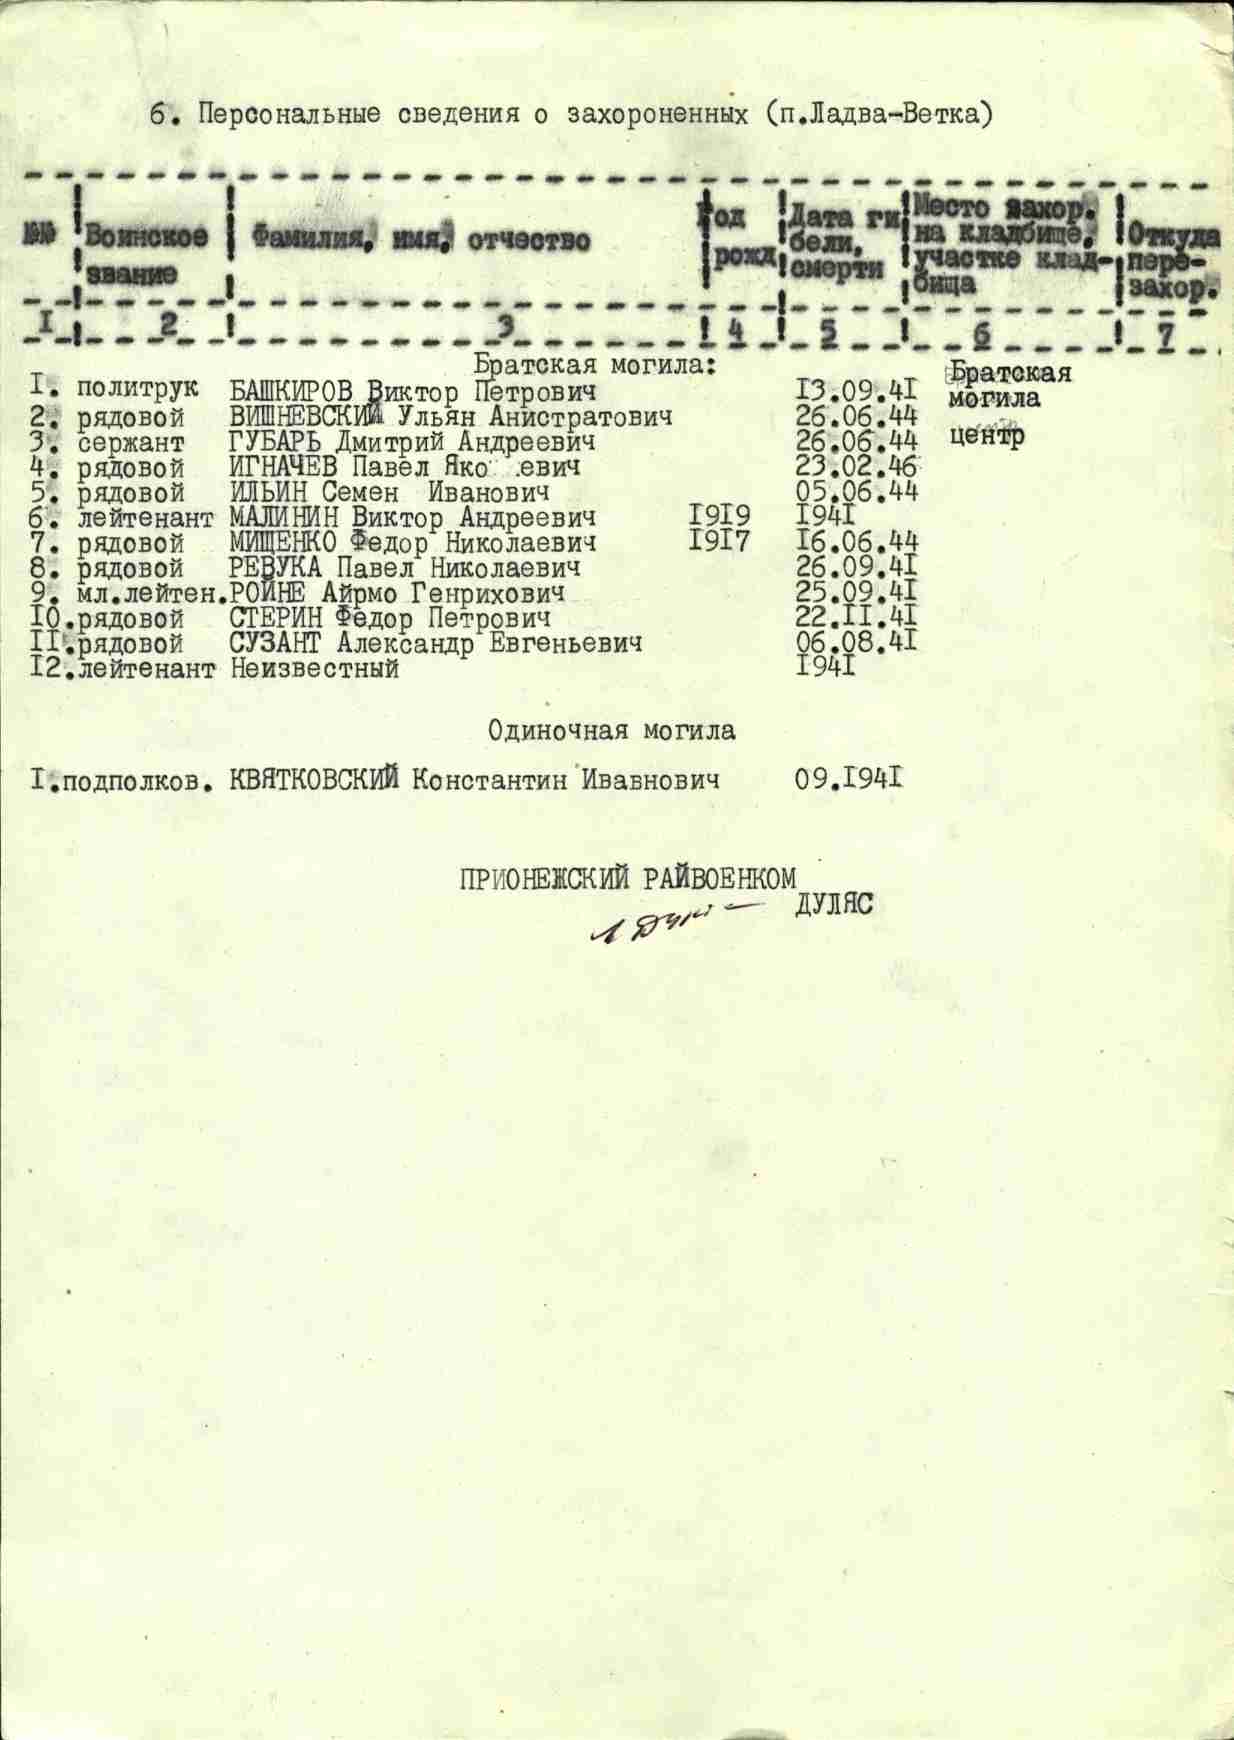 6. Персональные сведения о захороненных (п.Ладва-Ветка)
№№ Воинское звание Фамилия, имя, отчество Год рожд. Дата гибели, смерти Место захор. на кладбище, участке кладбища Откуда перезахор.
I 2 3 4 5 6 7
Братская могила:
I. политрук БАШКИРОВ Виктор Петрович 13.09.4I Братская могила
2. рядовой ВИШНЕВСКИЙ Ульян Анистратович 26.06.44
3. сержант ГУБАРЬ Дмитрий Андреевич 26.06.44 центр
4. рядовой ИГНАЧЕВ Павел 23.02.46
5. рядовой ИЛЬИН Семен Иванович 05.06.44
6. лейтенант МАЛИНИН Виктор Андреевич I9I9 I94I
7. рядовой МИЩЕНКО Федор Николаевич I9I7 I6.06.44
8. рядовой РЕВУКА Павел Николаевич 26.09.4I
9. мл.лейтен. РОЙНЕ Айрмо Генрихович 25.09.4I
I0. рядовой СТЕРИН Федор Петрович 22.II.4I
II. рядовой СУЗАНТ Александр Евгеньевич 06.08.4I
I2. лейтенант Неизвестный I94I
Одиночная могила
I. подполков. КВЯТКОВСКИЙ Константин Ивавнович 09.I94I
ПРИОНЕЖСКИЙ РАЙВОЕНКОМ
ДУЛЯС